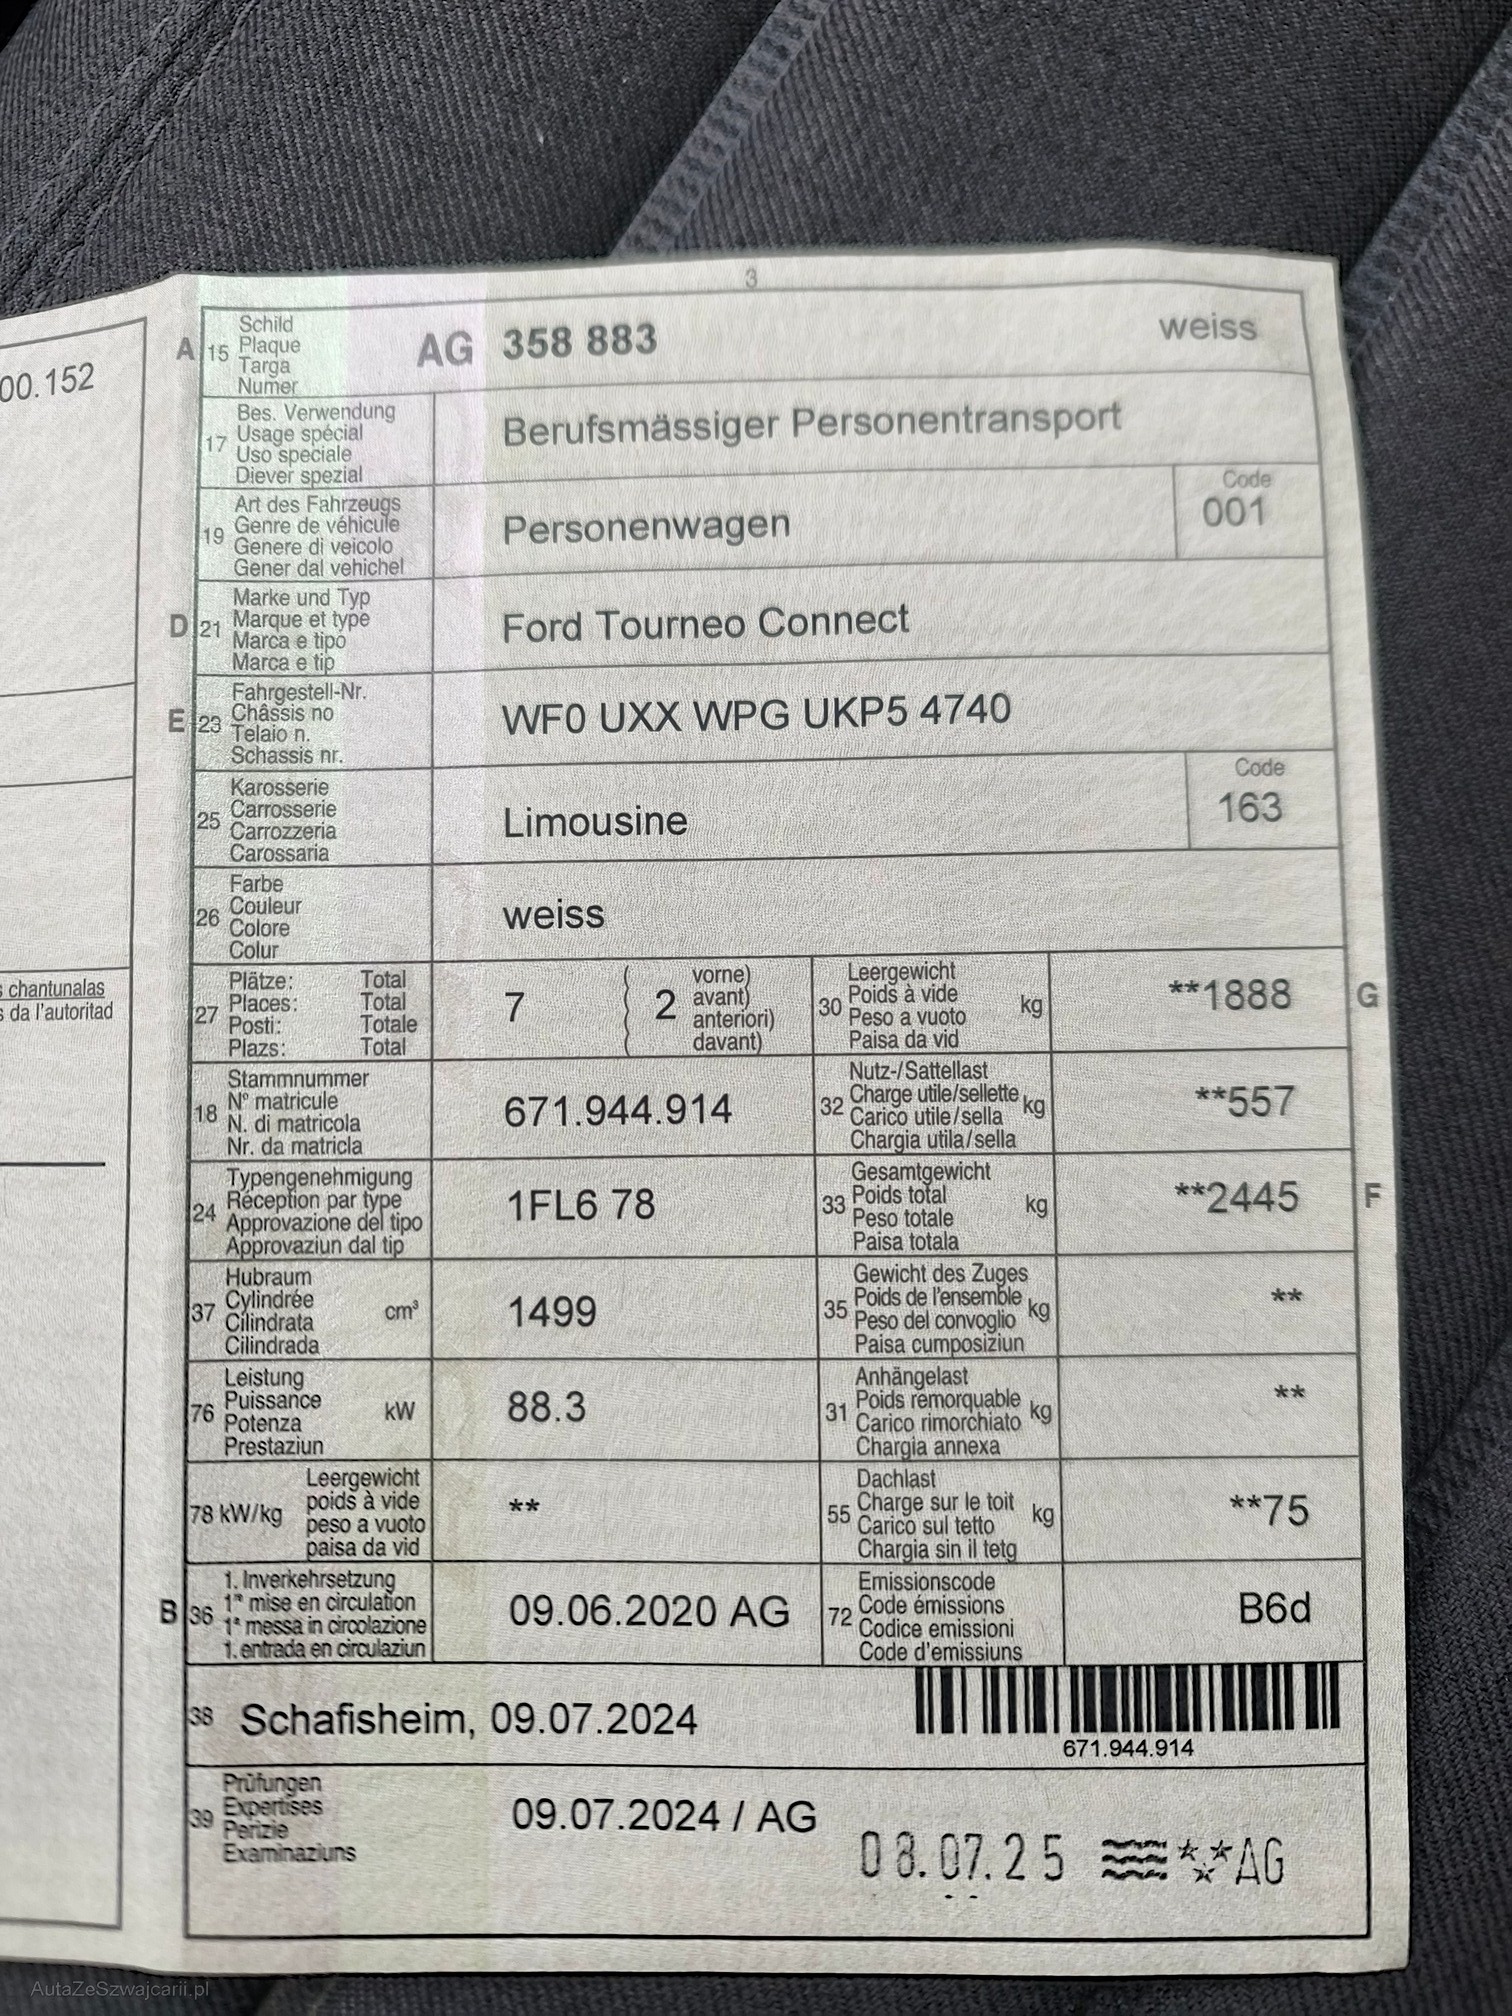 3
00.152
s chantunalas
s da l'autoritad
A 15 Schild
Plaque
Targa
Numer
AG 358 883 weiss
17 Bes. Verwendung
Usage spécial
Uso speciale
Diever spezial
Berufsmässiger Personentransport
19 Art des Fahrzeugs
Genre de véhicule
Genere di veicolo
Gener dal vehichel
Personenwagen
Code
001
D 21 Marke und Typ
Marque et type
Marca e tipo
Marca e tip
Ford Tourneo Connect
E 23 Fahrgestell-Nr.
Châssis no
Telaio n.
Schassis nr.
WF0 UXX WPG UKP5 4740
25 Karosserie
Carrosserie
Carrozzeria
Carossaria
Limousine
Code
163
26 Farbe
Couleur
Colore
Colur
weiss
27 Plätze: Total
Places: Total
Posti: Totale
Plazs: Total
7 ( 2 vorne)
( avant)
( anteriori)
( davant)
30 Leergewicht
Poids à vide
Peso a vuoto
Paisa da vid
kg **1888 G
18 Stammnummer
N° matricule
N. di matricola
Nr. da matricla
671.944.914
32 Nutz-/Sattellast
Charge utile/sellette
Carico utile/sella
Chargia utila/sella
kg **557
24 Typengenehmigung
Réception par type
Approvazione del tipo
Approvaziun dal tip
1FL6 78
33 Gesamtgewicht
Poids total
Peso totale
Paisa totala
kg **2445 F
37 Hubraum
Cylindrée
Cilindrata
Cilindrada
cm³ 1499
35 Gewicht des Zuges
Poids de l'ensemble
Peso del convoglio
Paisa cumposiziun
kg **
76 Leistung
Puissance
Potenza
Prestaziun
kW 88.3
31 Anhängelast
Poids remorquable
Carico rimorchiato
Chargia annexa
kg **
78 kW/kg Leergewicht
poids à vide
peso a vuoto
paisa da vid
**
55 Dachlast
Charge sur le toit
Carico sul tetto
Chargia sin il tetg
kg **75
B 36 1. Inverkehrsetzung
1re mise en circulation
1a messa in circolazione
1. entrada en circulaziun
09.06.2020 AG
72 Emissionscode
Code émissions
Codice emissioni
Code d'emissiuns
B6d
38 Schafisheim, 09.07.2024
671.944.914
39 Prüfungen
Expertises
Perizie
Examinaziuns
09.07.2024 / AG
08.07.25 AG
AutaZeSzwajcarii.pl